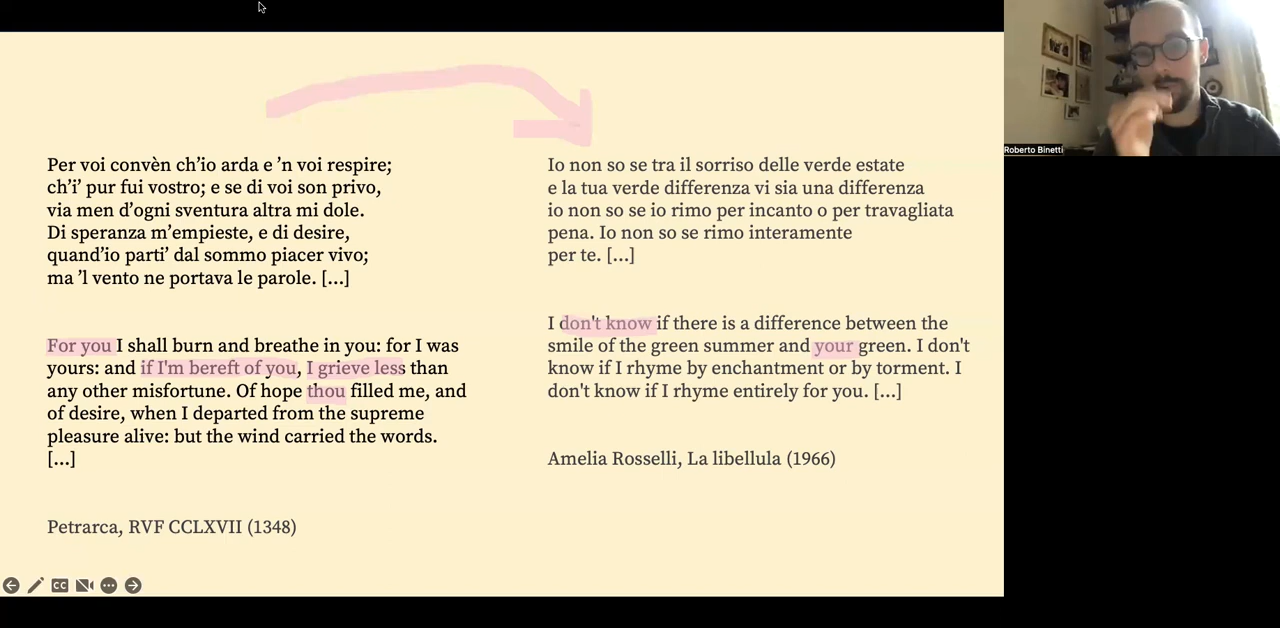 Per voi convèn ch’io arda e ’n voi respire;
ch’i’ pur fui vostro; e se di voi son privo,
via men d’ogni sventura altra mi dole.
Di speranza m’empieste, e di desire,
quand’io parti’ dal sommo piacer vivo;
ma ’l vento ne portava le parole. [...]
For you I shall burn and breathe in you: for I was
yours: and if I'm bereft of you, I grieve less than
any other misfortune. Of hope thou filled me, and
of desire, when I departed from the supreme
pleasure alive: but the wind carried the words.
[...]
Petrarca, RVF CCLXVII (1348)
Io non so se tra il sorriso delle verde estate
e la tua verde differenza vi sia una differenza
io non so se io rimo per incanto o per travagliata
pena. Io non so se rimo interamente
per te. [...]
I don't know if there is a difference between the
smile of the green summer and your green. I don't
know if I rhyme by enchantment or by torment. I
don't know if I rhyme entirely for you. [...]
Amelia Rosselli, La libellula (1966)
Roberto Binetti
CC